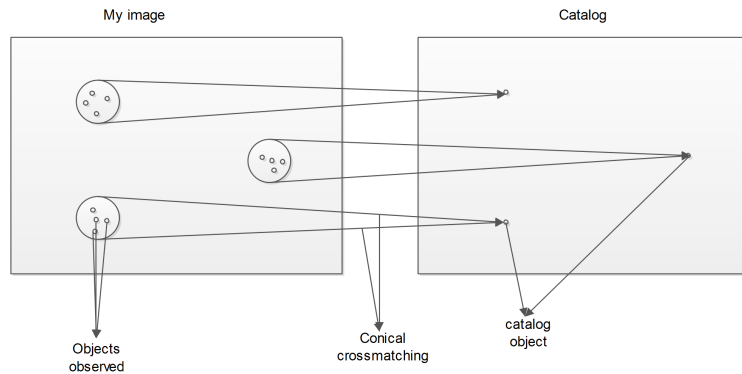 My image
Catalog
Objects
observed
Conical
crossmatching
catalog
object